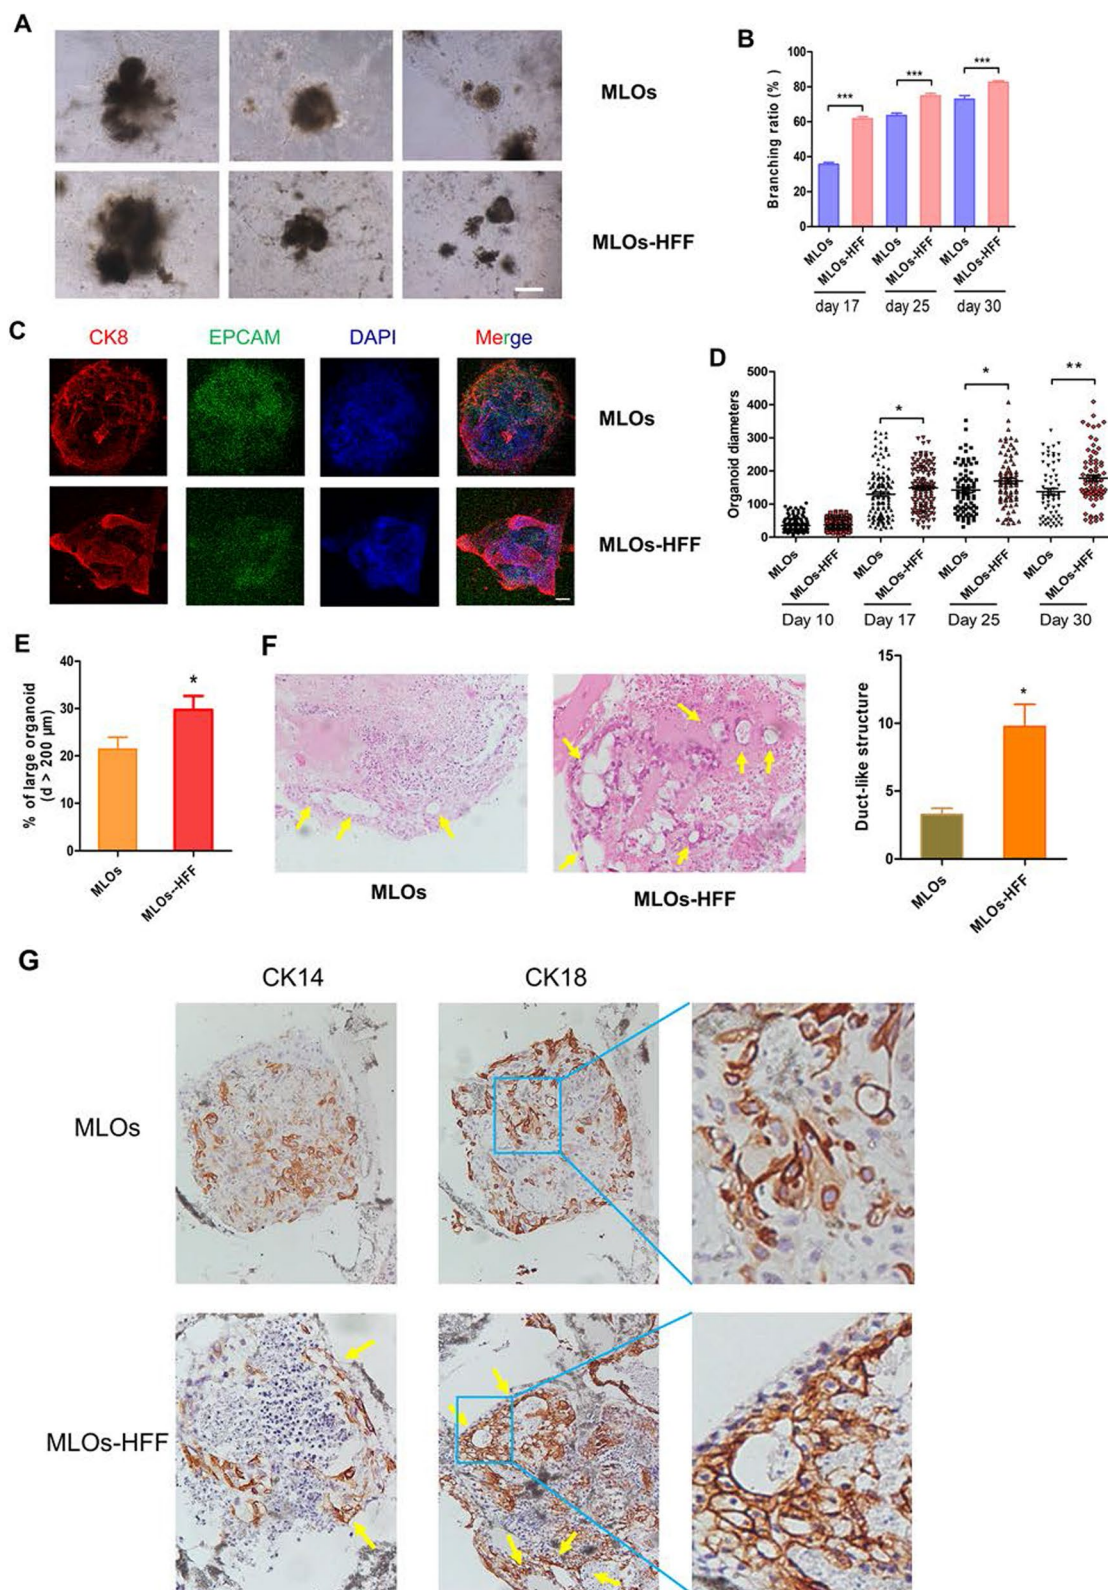 A
MLOs
MLOs-HFF
B
Branching ratio (% )
100
80
60
40
20
0
***
***
***
MLOs
MLOs-HFF
MLOs
MLOs-HFF
MLOs
MLOs-HFF
day 17
day 25
day 30
C
CK8
EPCAM
DAPI
Merge
MLOs
MLOs-HFF
D
Organoid diameters
500
400
300
200
100
0
*
*
**
MLOs
MLOs-HFF
MLOs
MLOs-HFF
MLOs
MLOs-HFF
MLOs
MLOs-HFF
Day 10
Day 17
Day 25
Day 30
E
% of large organoid
(d > 200 μm)
40
30
20
10
0
*
MLOs
MLOs--HFF
F
MLOs
MLOs-HFF
Duct-like structure
15
10
5
0
*
MLOs
MLOs-HFF
G
CK14
CK18
MLOs
MLOs-HFF